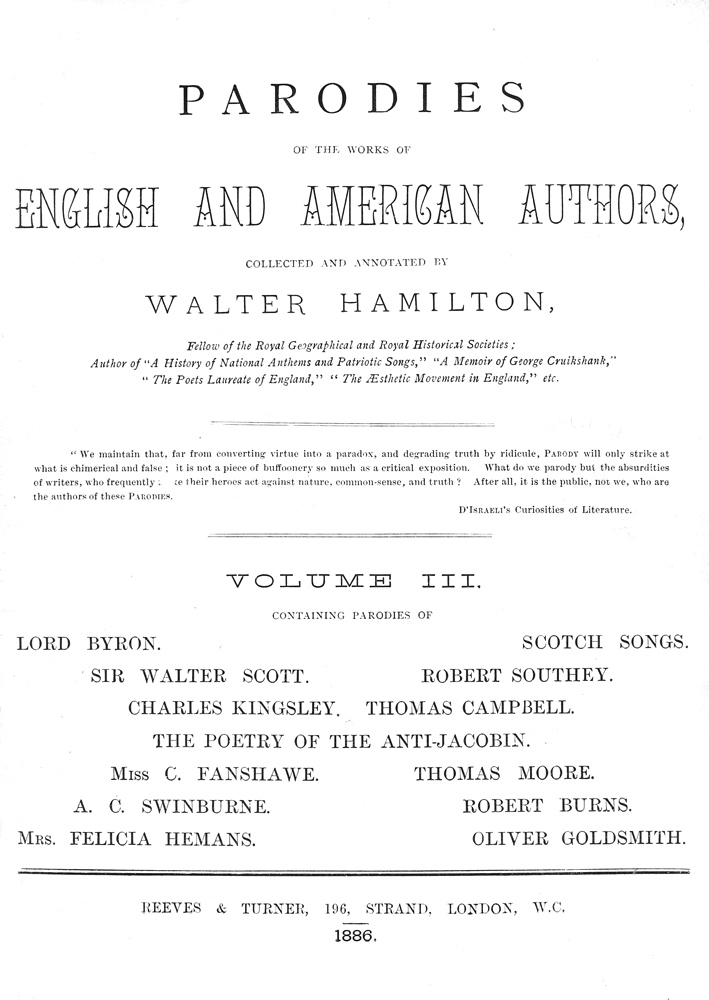 PARODIES
OF THE WORKS OF
ENGLISH AND AMERICAN AUTHORS,
COLLECTED AND ANNOTATED BY
WALTER HAMILTON,
Fellow of the Royal Geographical and Royal Historical Societies ;
Author of "A History of National Anthems and Patriotic Songs," "A Memoir of George Cruikshank,"
" The Poets Laureate of England," " The Æsthetic Movement in England," etc.
" We maintain that, far from converting virtue into a paradox, and degrading truth by ridicule, PARODY will only strike at
what is chimerical and false ; it is not a piece of buffoonery so much as a critical exposition. What do we parody but the absurdities
of writers, who frequently their heroes act against nature, common-sense, and truth ? After all, it is the public, not we, who are
the authors of these PARODIES.
D'ISRAELI's Curiosities of Literature.
VOLUME III.
CONTAINING PARODIES OF
LORD BYRON. SCOTCH SONGS.
SIR WALTER SCOTT. ROBERT SOUTHEY.
CHARLES KINGSLEY. THOMAS CAMPBELL.
THE POETRY OF THE ANTI-JACOBIN.
MISS C. FANSHAWE. THOMAS MOORE.
A. C. SWINBURNE. ROBERT BURNS.
MRS. FELICIA HEMANS. OLIVER GOLDSMITH.
REEVES & TURNER, 196, STRAND, LONDON, W.C.
1886.